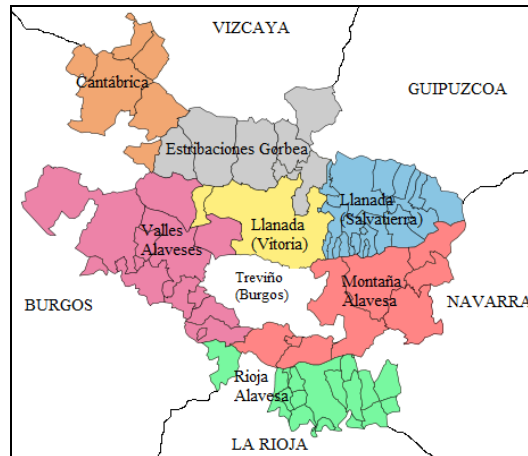 VIZCAYA
Cantábrica
GUIPUZCOA
Estribaciones Gorbea
Llanada
(Salvatierra)
Llanada
(Vitoria)
Valles
Alaveses
Treviño
(Burgos)
Montaña
Alavesa
BURGOS
NAVARRA
Rioja
Alavesa
LA RIOJA